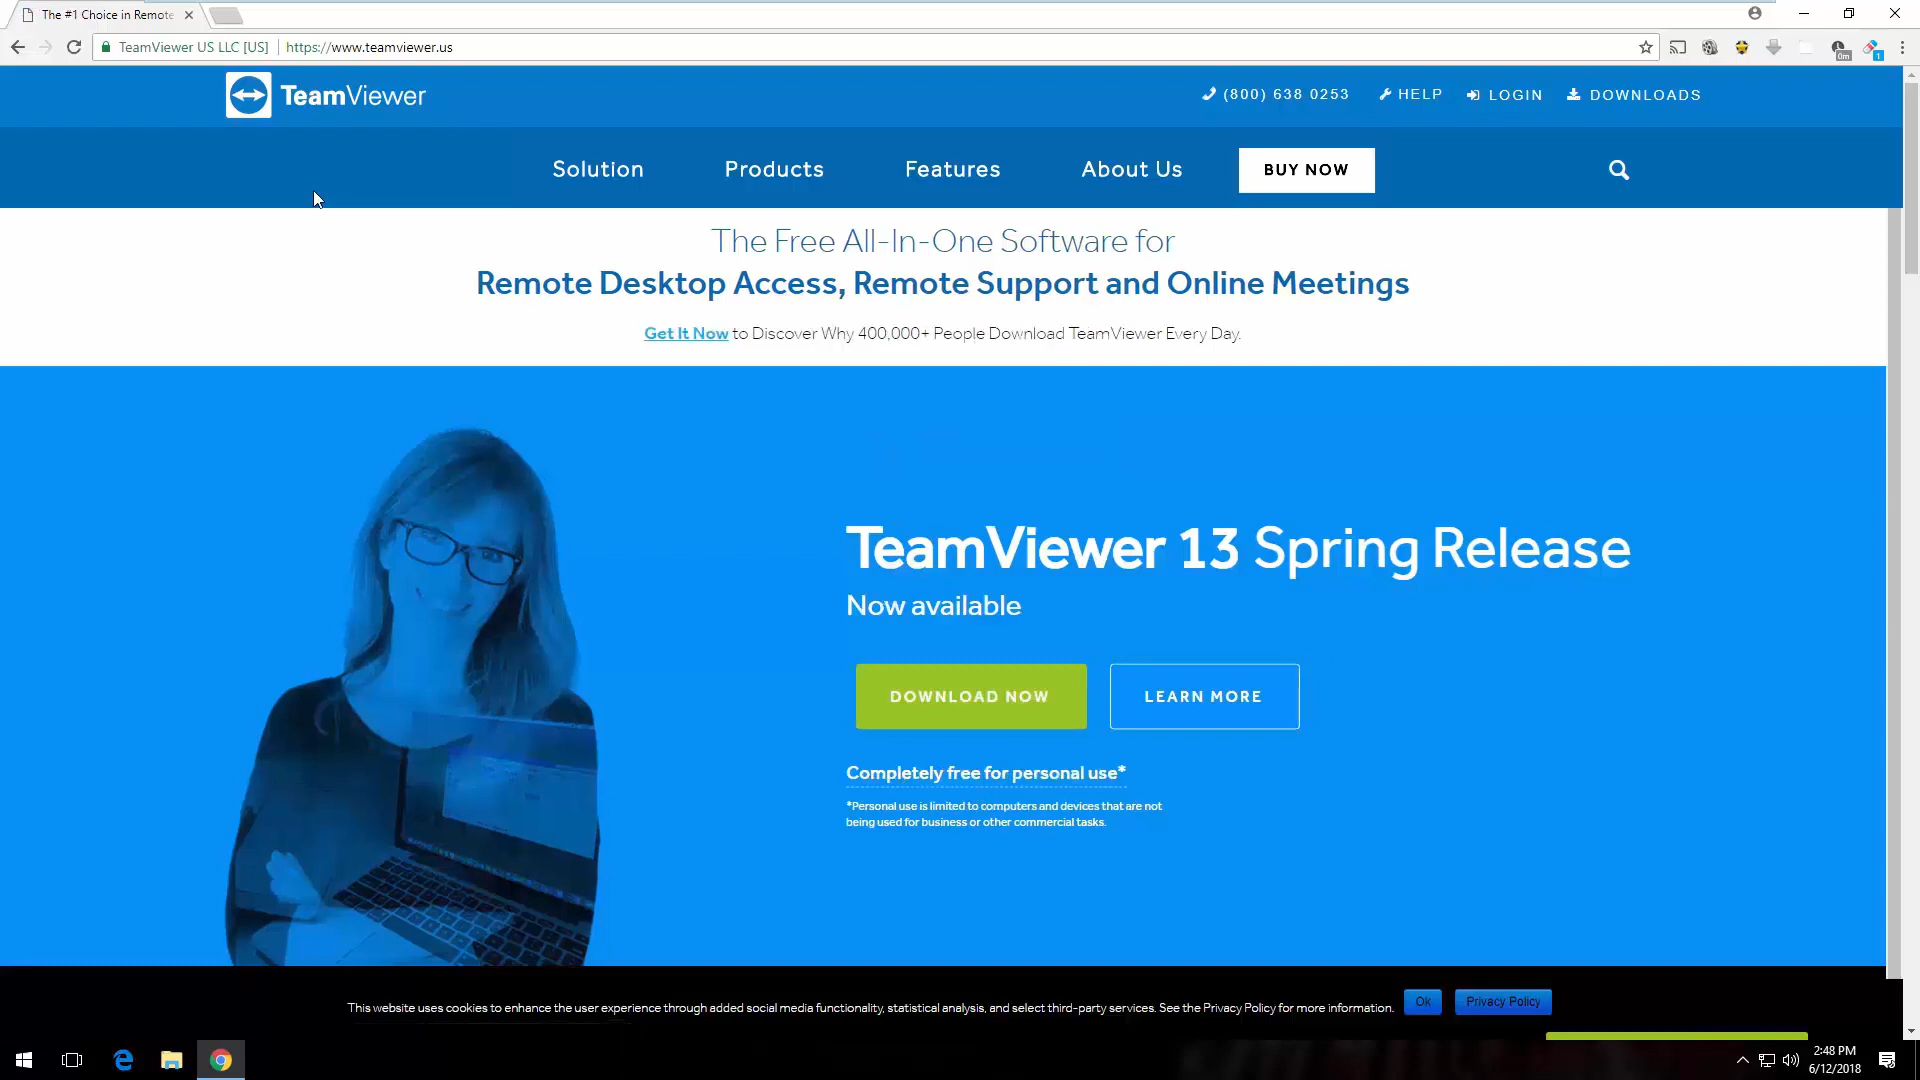 The #1 Choice in Remote
TeamViewer US LLC [US] https://www.teamviewer.us
0m
1
TeamViewer
(800) 638 0253 HELP LOGIN DOWNLOADS
Solution Products Features About Us BUY NOW
The Free All-In-One Software for
Remote Desktop Access, Remote Support and Online Meetings
Get It Now to Discover Why 400,000+ People Download TeamViewer Every Day.
TeamViewer 13 Spring Release
Now available
DOWNLOAD NOW LEARN MORE
Completely free for personal use*
*Personal use is limited to computers and devices that are not
being used for business or other commercial tasks.
This website uses cookies to enhance the user experience through added social media functionality, statistical analysis, and select third-party services. See the Privacy Policy for more information. Ok Privacy Policy
2:48 PM
6/12/2018